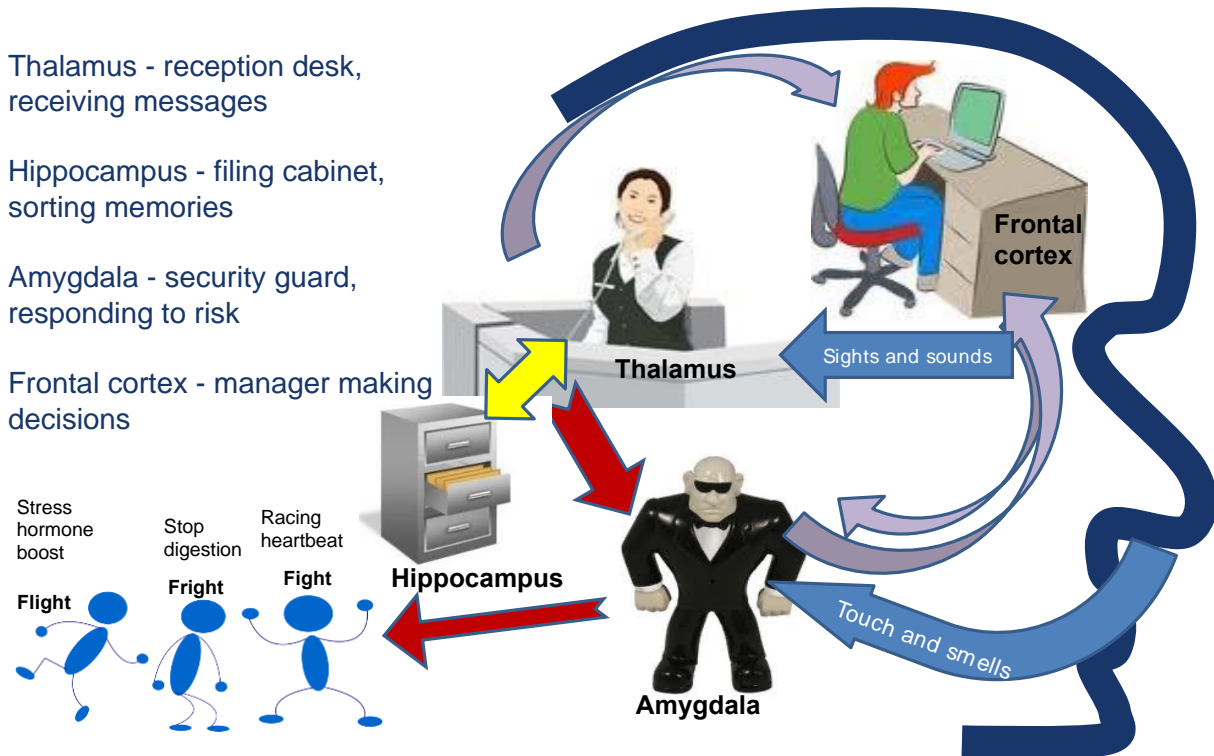 Thalamus - reception desk,
receiving messages
Hippocampus - filing cabinet,
sorting memories
Amygdala - security guard,
responding to risk
Frontal cortex - manager making
decisions
Frontal
cortex
Thalamus
Sights and sounds
Stress
hormone
boost
Flight
Stop
digestion
Fright
Racing
heartbeat
Fight
Hippocampus
Touch and smells
Amygdala